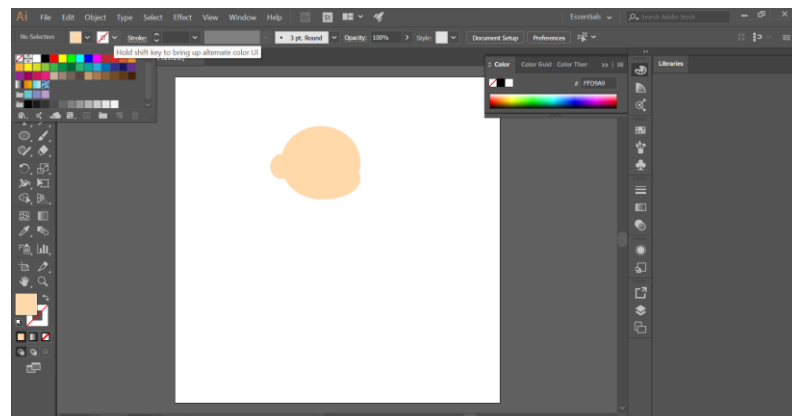 Ai File Edit Object Type Select Effect View Window Help St Essentials Search Adobe Stock
No Selection Stroke: 3 pt. Round Opacity: 100% Style: Document Setup Preferences
Hold shift key to bring up alternate color UI
Color Color Guid Color Ther Libraries
# FFD9A9